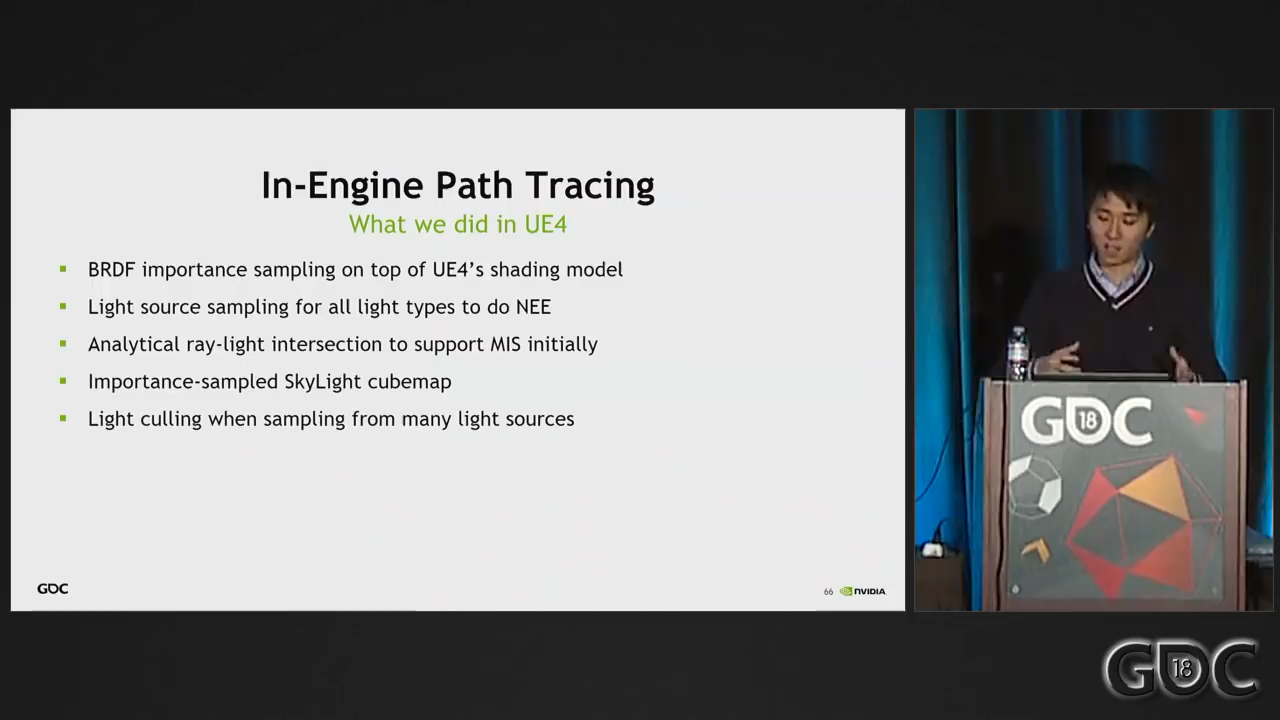 In-Engine Path Tracing
What we did in UE4
▪ BRDF importance sampling on top of UE4’s shading model
▪ Light source sampling for all light types to do NEE
▪ Analytical ray-light intersection to support MIS initially
▪ Importance-sampled SkyLight cubemap
▪ Light culling when sampling from many light sources
GDC
66 NVIDIA
GDC 18
GDC 18